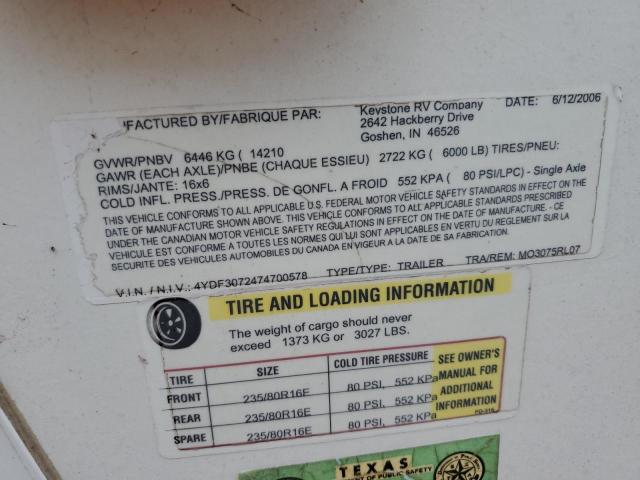 UFACTURED BY/FABRIQUE PAR: Keystone RV Company DATE: 6/12/2006
2642 Hackberry Drive
Goshen, IN 46526
GVWR/PNBV 6446 KG ( 14210
GAWR (EACH AXLE)/PNBE (CHAQUE ESSIEU) 2722 KG ( 6000 LB) TIRES/PNEU:
RIMS/JANTE: 16x6
COLD INFL. PRESS./PRESS. DE GONFL. A FROID 552 KPA ( 80 PSI/LPC) - Single Axle
THIS VEHICLE CONFORMS TO ALL APPLICABLE U.S. FEDERAL MOTOR VEHICLE SAFETY STANDARDS IN EFFECT ON THE
DATE OF MANUFACTURE SHOWN ABOVE. THIS VEHICLE CONFORMS TO ALL APPLICABLE STANDARDS PRESCRIBED
UNDER THE CANADIAN MOTOR VEHICLE SAFETY REGULATIONS IN EFFECT ON THE DATE OF MANUFACTURE. - CE
VEHICULE EST CONFORME A TOUTES LES NORMES QUI LUI SONT APPLICABLES EN VERTU DU REGLEMENT SUR LA
SECURITE DES VEHICULES AUTOMOBILES DU CANADA EN VIGEUR A LA DATE DE SA FABRICATION.
V.I.N. / N.I.V.: 4YDF3072474700578 TYPE/TYPE: TRAILER TRA/REM: MO3075RL07
TIRE AND LOADING INFORMATION
The weight of cargo should never
exceed 1373 KG or 3027 LBS.
TIRE SIZE COLD TIRE PRESSURE SEE OWNER'S
MANUAL FOR
ADDITIONAL
INFORMATION
FRONT 235/80R16E 80 PSI, 552 KPa
REAR 235/80R16E 80 PSI, 552 KPa
SPARE 235/80R16E 80 PSI, 552 KPa
TEXAS
OF PUBLIC SAFETY